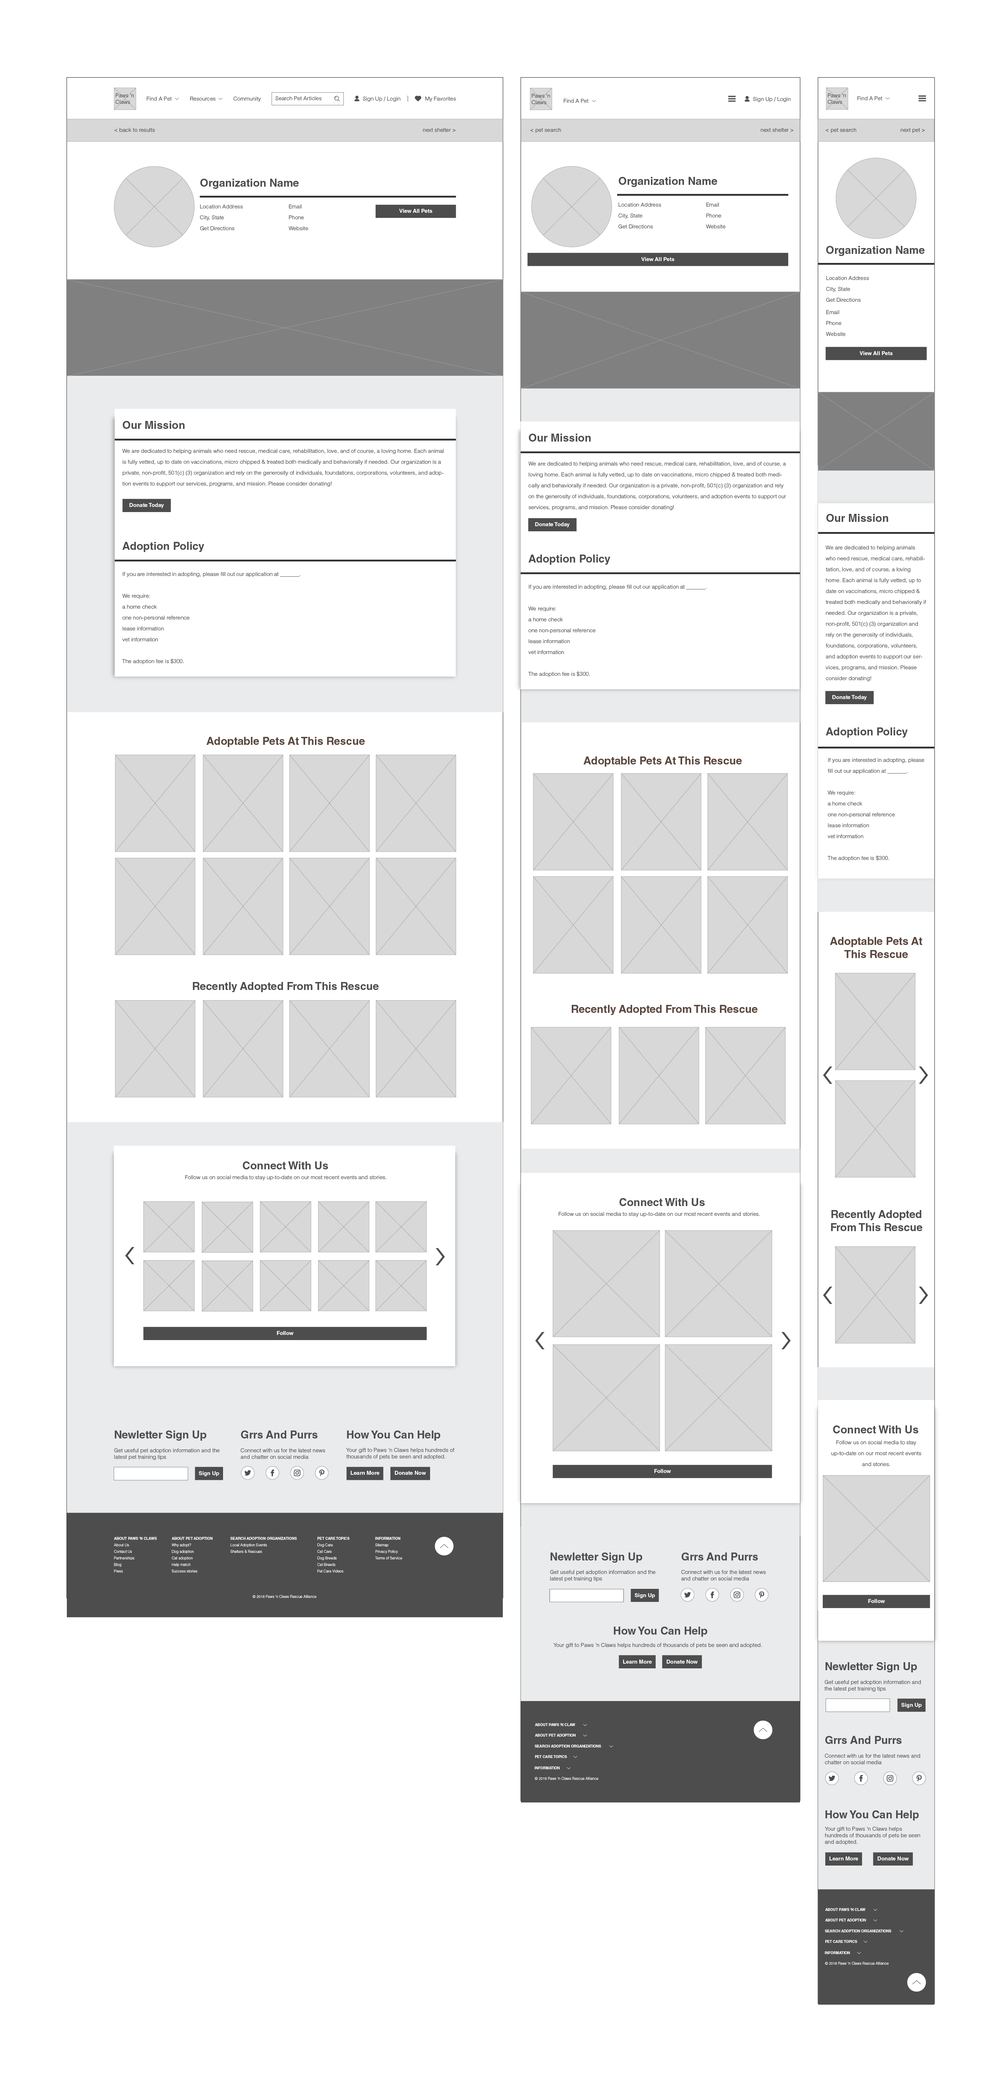 Paws 'n
Claws
Find A Pet
Resources
Community
Search Pet Articles
Sign Up / Login
|
My Favorites
< back to results
next shelter >
Organization Name
Location Address
City, State
Get Directions
Email
Phone
Website
View All Pets
Our Mission
We are dedicated to helping animals who need rescue, medical care, rehabilitation, love, and of course, a loving home. Each animal
is fully vetted, up to date on vaccinations, micro chipped & treated both medically and behaviorally if needed. Our organization is a
private, non-profit, 501(c) (3) organization and rely on the generosity of individuals, foundations, corporations, volunteers, and adop-
tion events to support our services, programs, and mission. Please consider donating!
Donate Today
Adoption Policy
If you are interested in adopting, please fill out our application at ______.
We require:
a home check
one non-personal reference
lease information
vet information
The adoption fee is $300.
Adoptable Pets At This Rescue
Recently Adopted From This Rescue
Connect With Us
Follow us on social media to stay up-to-date on our most recent events and stories.
Follow
Newletter Sign Up
Get useful pet adoption information and the
latest pet training tips
Sign Up
Grrs And Purrs
Connect with us for the latest news
and chatter on social media
How You Can Help
Your gift to Paws 'n Claws helps hundreds of
thousands of pets be seen and adopted.
Learn More
Donate Now
ABOUT PAWS 'N CLAWS
About Us
Contact Us
Partnerships
Blog
Press
ABOUT PET ADOPTION
Why adopt?
Dog adoption
Cat adoption
Help match
Success stories
SEARCH ADOPTION ORGANIZATIONS
Local Adoption Events
Shelters & Rescues
PET CARE TOPICS
Dog Care
Cat Care
Dog Breeds
Cat Breeds
Pet Care Videos
INFORMATION
Sitemap
Privacy Policy
Terms of Service
© 2018 Paws 'n Claws Rescue Alliance
Paws 'n
Claws
Find A Pet
Sign Up / Login
< pet search
next shelter >
Organization Name
Location Address
City, State
Get Directions
Email
Phone
Website
View All Pets
Our Mission
We are dedicated to helping animals who need rescue, medical care, rehabilitation, love, and of course, a
loving home. Each animal is fully vetted, up to date on vaccinations, micro chipped & treated both medi-
cally and behaviorally if needed. Our organization is a private, non-profit, 501(c) (3) organization and rely
on the generosity of individuals, foundations, corporations, volunteers, and adoption events to support our
services, programs, and mission. Please consider donating!
Donate Today
Adoption Policy
If you are interested in adopting, please fill out our application at ______.
We require:
a home check
one non-personal reference
lease information
vet information
The adoption fee is $300.
Adoptable Pets At This Rescue
Recently Adopted From This Rescue
Connect With Us
Follow us on social media to stay up-to-date on our most recent events and stories.
Follow
Newletter Sign Up
Get useful pet adoption information and the
latest pet training tips
Sign Up
Grrs And Purrs
Connect with us for the latest news
and chatter on social media
How You Can Help
Your gift to Paws 'n Claws helps hundreds of thousands of pets be seen and adopted.
Learn More
Donate Now
ABOUT PAWS 'N CLAW
ABOUT PET ADOPTION
SEARCH ADOPTION ORGANIZATIONS
PET CARE TOPICS
INFORMATION
© 2018 Paws 'n Claws Rescue Alliance
Paws 'n
Claws
Find A Pet
< pet search
next pet >
Organization Name
Location Address
City, State
Get Directions
Email
Phone
Website
View All Pets
Our Mission
We are dedicated to helping animals
who need rescue, medical care, rehabili-
tation, love, and of course, a loving
home. Each animal is fully vetted, up to
date on vaccinations, micro chipped &
treated both medically and behaviorally if
needed. Our organization is a private,
non-profit, 501(c) (3) organization and
rely on the generosity of individuals,
foundations, corporations, volunteers,
and adoption events to support our ser-
vices, programs, and mission. Please
consider donating!
Donate Today
Adoption Policy
If you are interested in adopting, please
fill out our application at ______.
We require:
a home check
one non-personal reference
lease information
vet information
The adoption fee is $300.
Adoptable Pets At
This Rescue
Recently Adopted
From This Rescue
Connect With Us
Follow us on social media to stay
up-to-date on our most recent events
and stories.
Follow
Newletter Sign Up
Get useful pet adoption information and
the latest pet training tips
Sign Up
Grrs And Purrs
Connect with us for the latest news and
chatter on social media
How You Can Help
Your gift to Paws 'n Claws helps
hundreds of thousands of pets be seen
and adopted.
Learn More
Donate Now
ABOUT PAWS 'N CLAW
ABOUT PET ADOPTION
SEARCH ADOPTION ORGANIZATIONS
PET CARE TOPICS
INFORMATION
© 2018 Paws 'n Claws Rescue Alliance